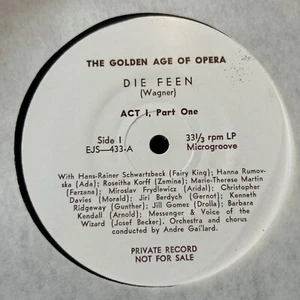 THE GOLDEN AGE OF OPERA
DIE FEEN
(Wagner)
ACT I, Part One
Side 1
33⅓ rpm LP
EJS—433-A
Microgroove
With Hans-Rainer Schwartzbeck (Fairy King); Hanna Rumov-
ska (Ada); Roseitha Korff (Zemina); Marie-Therese Martin
(Farzana); Miroslav Frydlewicz (Aridal); Christopher
Davies (Morald); Jiri Berdych (Gernot); Kenneth
Ridgeway (Gunther); Jill Gomez (Drolla); Barbara
Kendall (Arnold); Messenger & Voice of the
Wizard (Josef Becker). Orchestra and chorus
conducted by Andre Gaillard.
PRIVATE RECORD
NOT FOR SALE